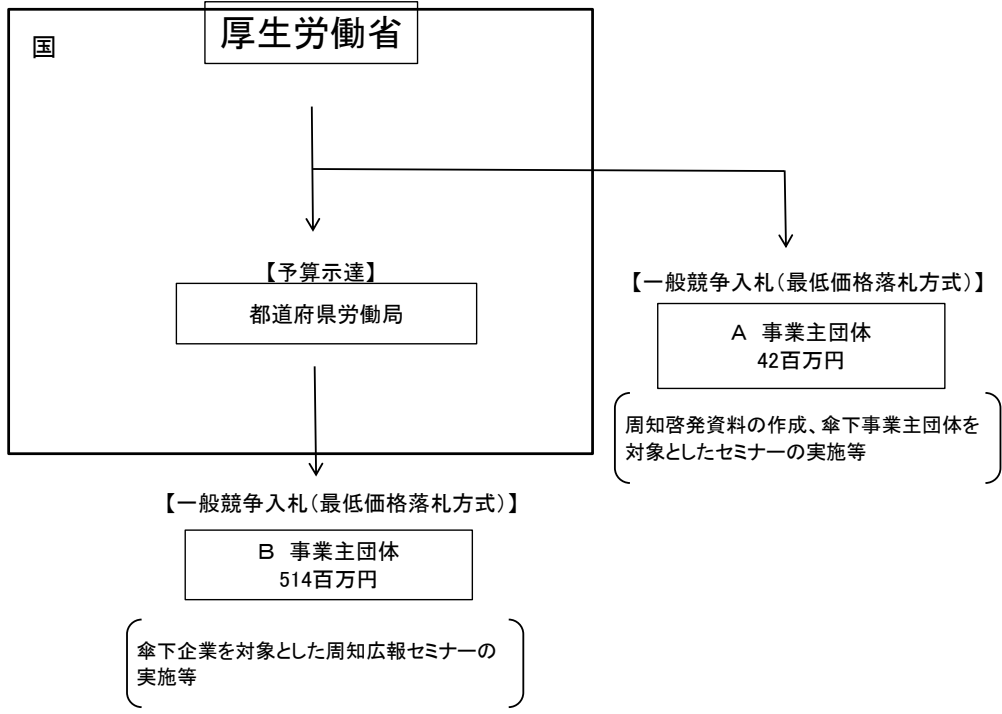 国
厚生労働省
【予算示達】
都道府県労働局
【一般競争入札（最低価格落札方式）】
A 事業主団体
42百万円
周知啓発資料の作成、傘下事業主団体を
対象としたセミナーの実施等
【一般競争入札（最低価格落札方式）】
B 事業主団体
514百万円
傘下企業を対象とした周知広報セミナーの
実施等